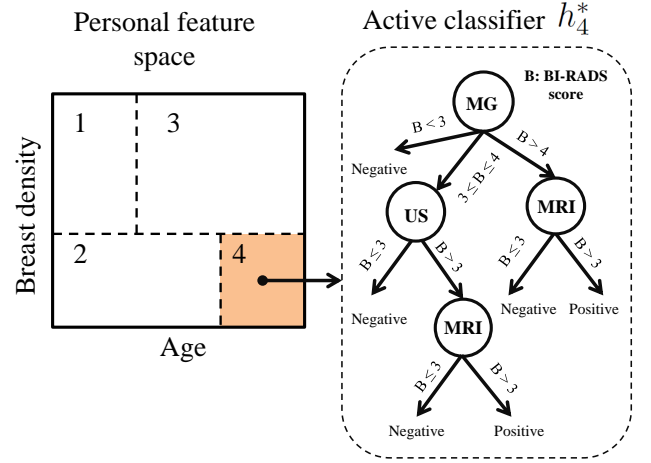 Personal feature
space
Breast density
1
3
2
4
Age
Active classifier h₄*
B: BI-RADS
score
MG
B < 3
3 ≤ B ≤ 4
B > 4
Negative
US
MRI
B ≤ 3
B > 3
B ≤ 3
B > 3
Negative
MRI
Negative
Positive
B ≤ 3
B > 3
Negative
Positive